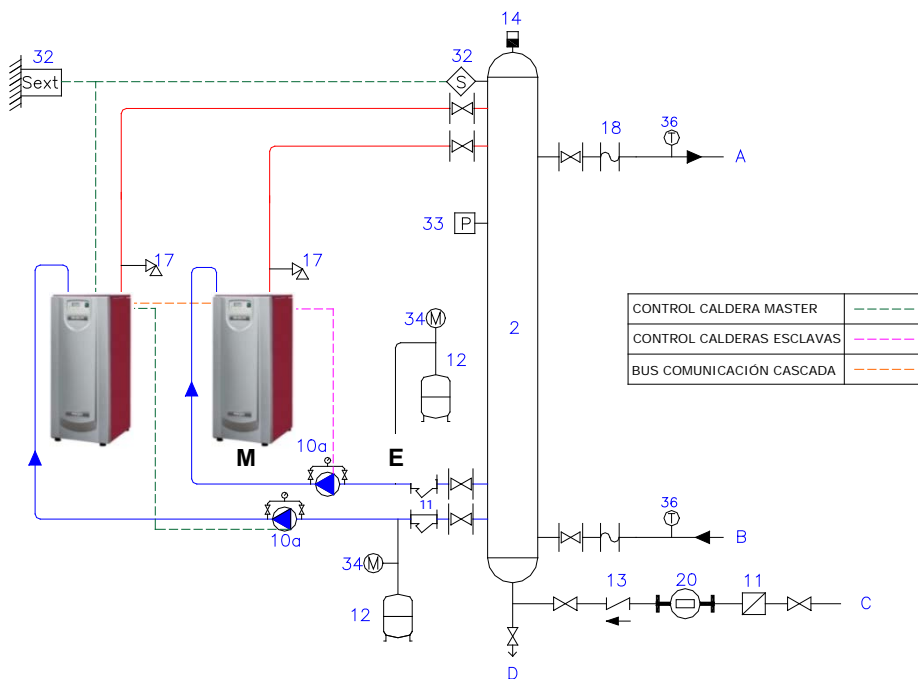 14
32
32
Sext
S
18
36
T
A
33
P
17
17
2
CONTROL CALDERA MASTER
CONTROL CALDERAS ESCLAVAS
BUS COMUNICACIÓN CASCADA
34
M
12
M
10a
E
11
10a
36
T
B
34
M
12
13
20
11
C
D